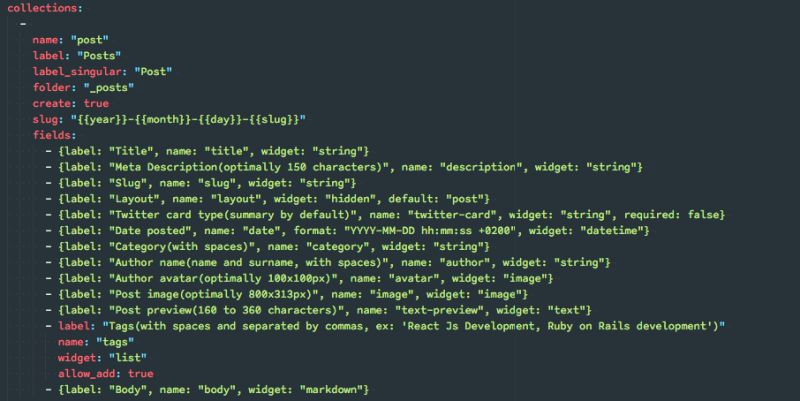 collections:
-
name: "post"
label: "Posts"
label_singular: "Post"
folder: "_posts"
create: true
slug: "{{year}}-{{month}}-{{day}}-{{slug}}"
fields:
- {label: "Title", name: "title", widget: "string"}
- {label: "Meta Description(optimally 150 characters)", name: "description", widget: "string"}
- {label: "Slug", name: "slug", widget: "string"}
- {label: "Layout", name: "layout", widget: "hidden", default: "post"}
- {label: "Twitter card type(summary by default)", name: "twitter-card", widget: "string", required: false}
- {label: "Date posted", name: "date", format: "YYYY-MM-DD hh:mm:ss +0200", widget: "datetime"}
- {label: "Category(with spaces)", name: "category", widget: "string"}
- {label: "Author name(name and surname, with spaces)", name: "author", widget: "string"}
- {label: "Author avatar(optimally 100x100px)", name: "avatar", widget: "image"}
- {label: "Post image(optimally 800x313px)", name: "image", widget: "image"}
- {label: "Post preview(160 to 360 characters)", name: "text-preview", widget: "text"}
- label: "Tags(with spaces and separated by commas, ex: 'React Js Development, Ruby on Rails development')"
name: "tags"
widget: "list"
allow_add: true
- {label: "Body", name: "body", widget: "markdown"}